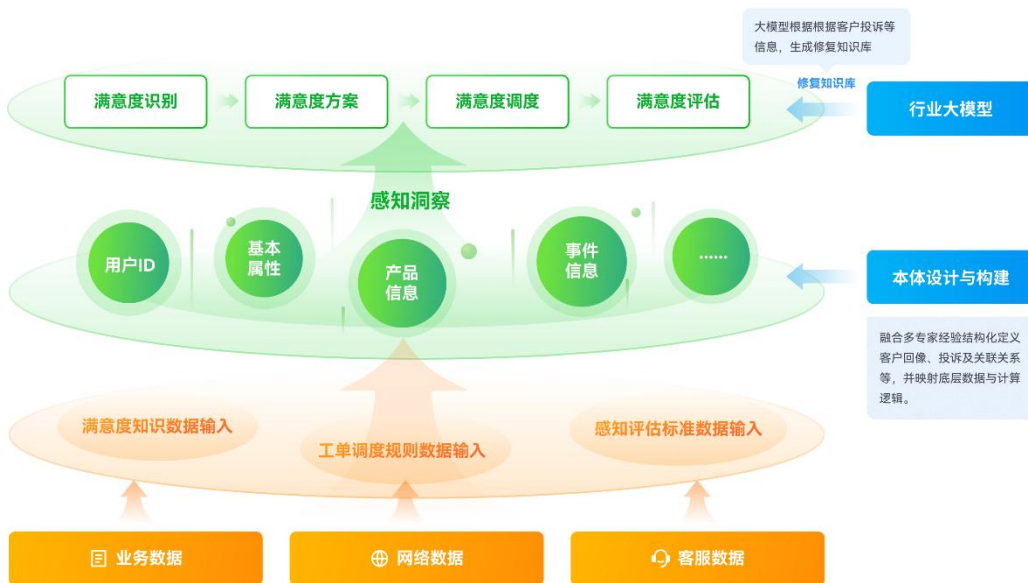 大模型根据根据客户投诉等
信息，生成修复知识库
修复知识库
行业大模型
满意度识别
满意度方案
满意度调度
满意度评估
感知洞察
用户ID
基本
属性
产品
信息
事件
信息
……
本体设计与构建
融合多专家经验结构化定义
客户回像、投诉及关联关系
等，并映射底层数据与计算
逻辑。
满意度知识数据输入
工单调度规则数据输入
感知评估标准数据输入
业务数据
网络数据
客服数据